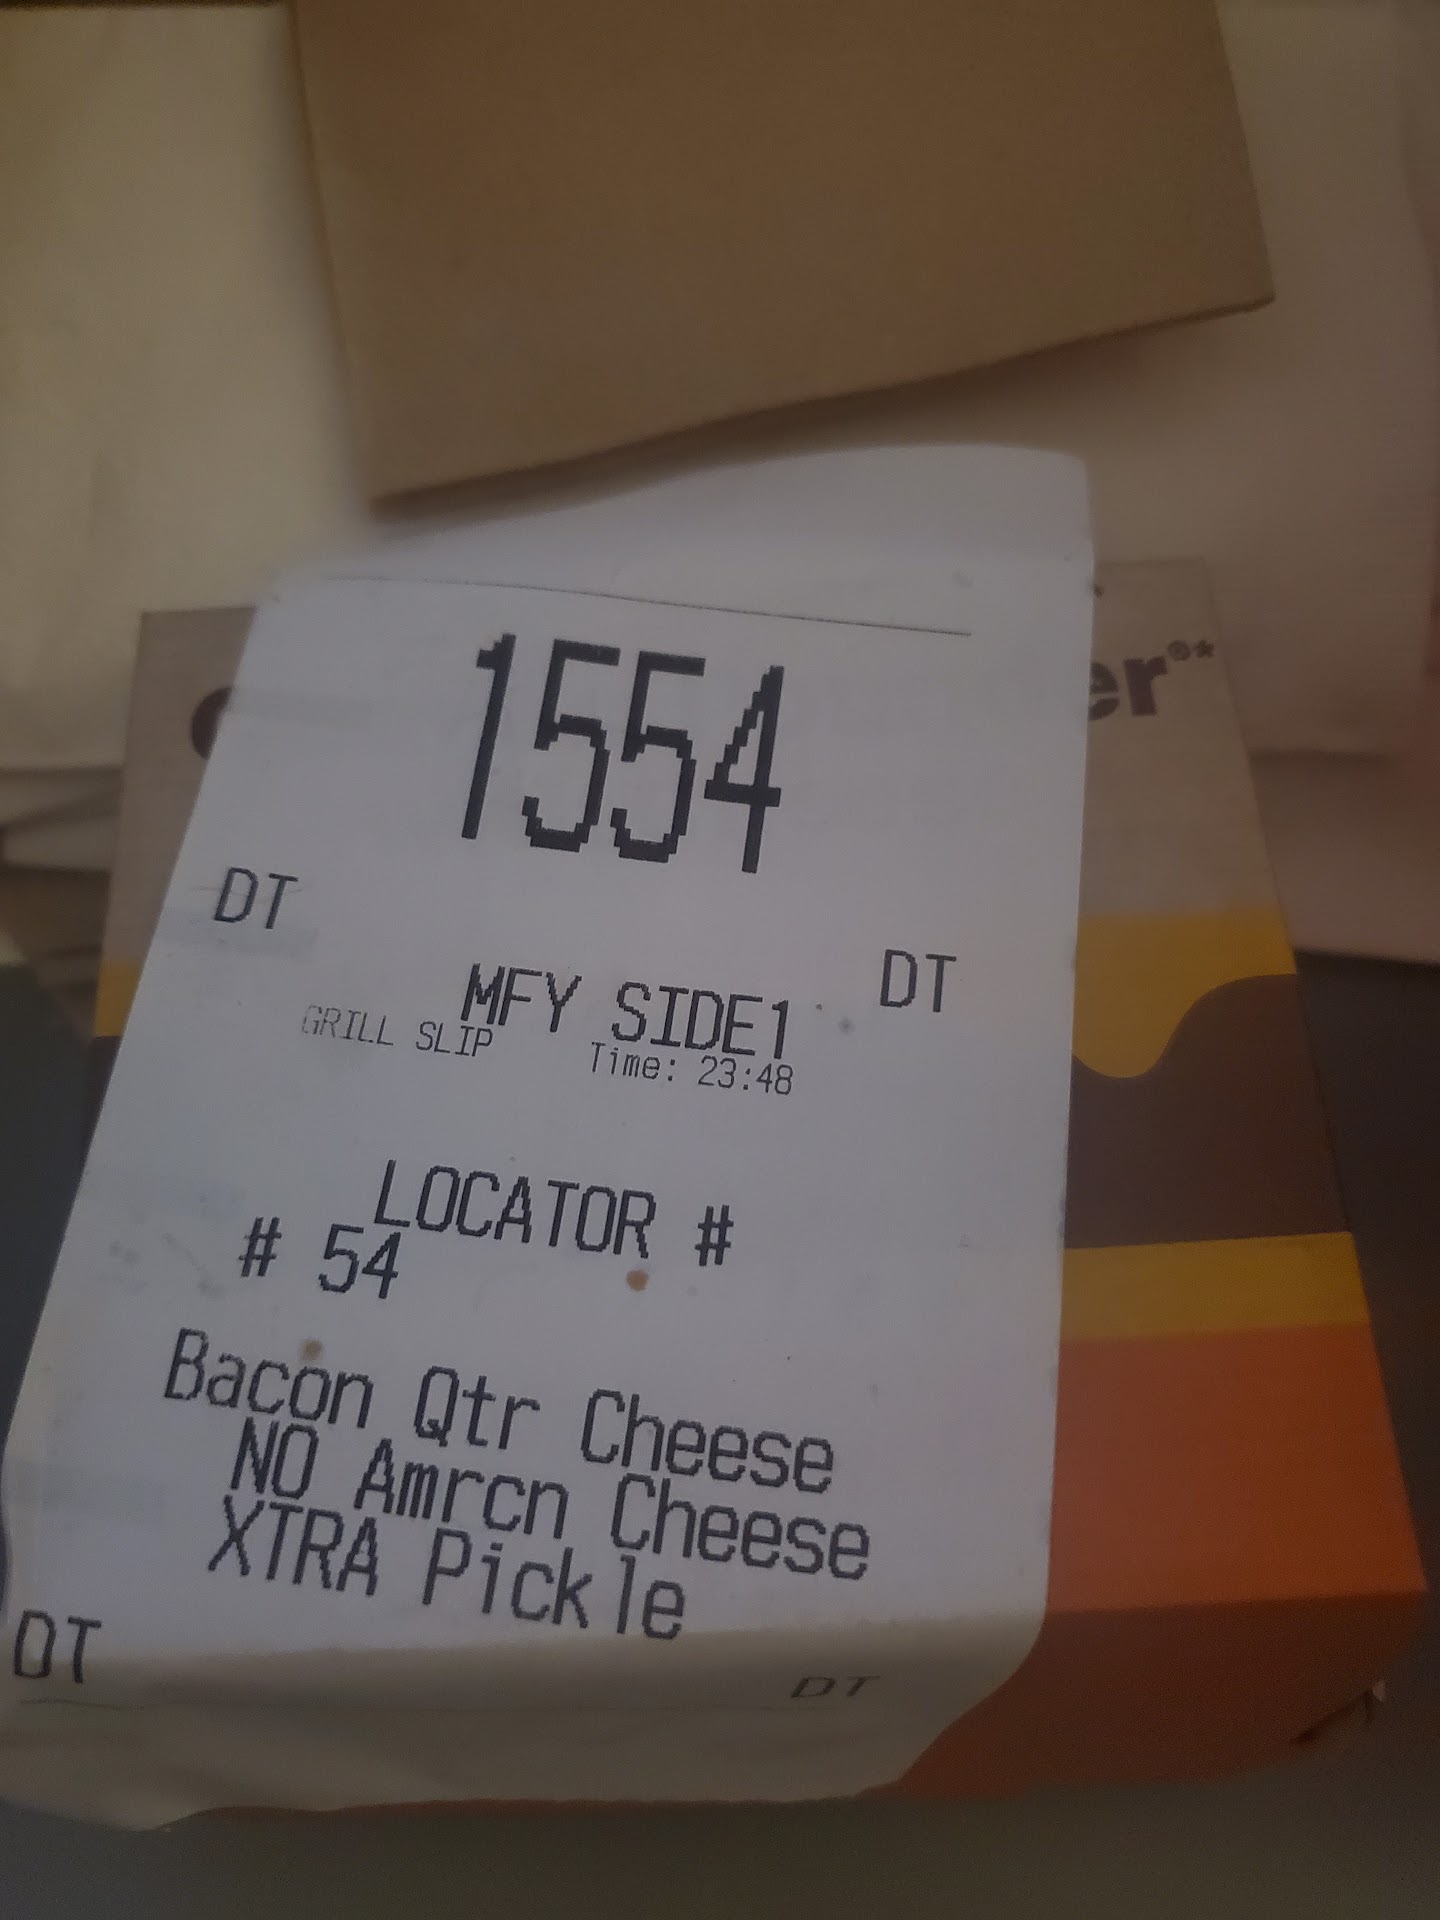 1554
DT
DT
MFY SIDE1
GRILL SLIP
Time: 23:48
LOCATOR #
# 54
Bacon Qtr Cheese
NO Amrcn Cheese
XTRA Pickle
DT
DT